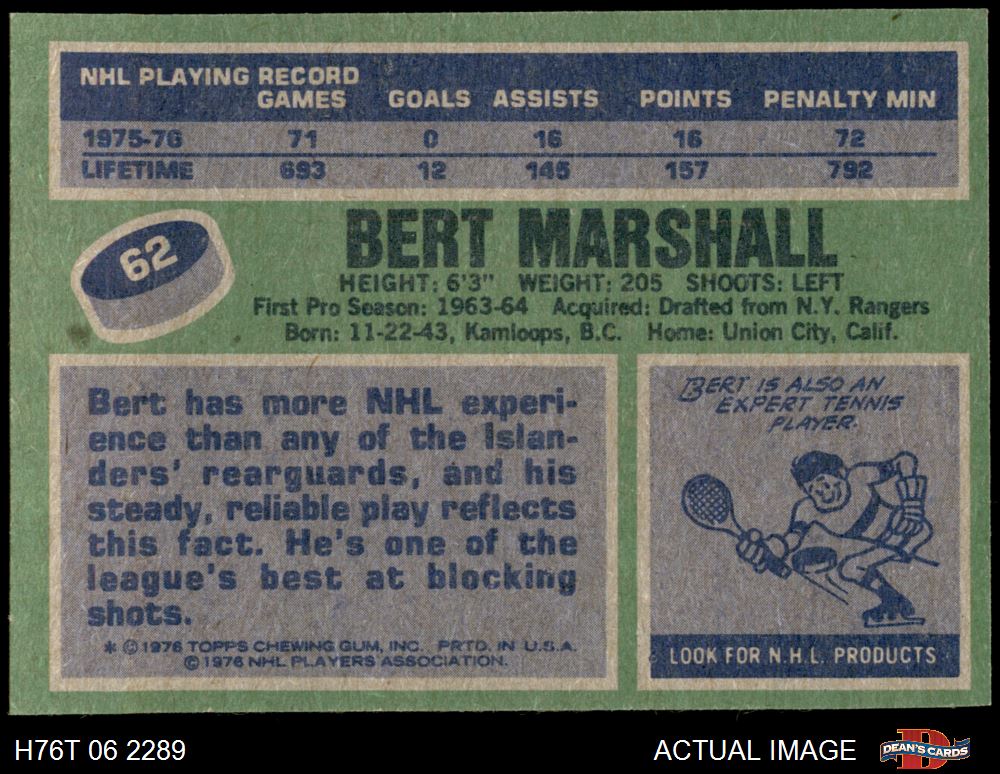 NHL PLAYING RECORD
GAMES GOALS ASSISTS POINTS PENALTY MIN
1975-76 71 0 16 16 72
LIFETIME 693 12 145 157 792
62
BERT MARSHALL
HEIGHT: 6'3" WEIGHT: 205 SHOOTS: LEFT
First Pro Season: 1963-64 Acquired: Drafted from N.Y. Rangers
Born: 11-22-43, Kamloops, B.C. Home: Union City, Calif.
Bert has more NHL experi-
ence than any of the Islan-
ders' rearguards, and his
steady, reliable play reflects
this fact. He's one of the
league's best at blocking
shots.
* © 1976 TOPPS CHEWING GUM, INC. PRTD. IN U.S.A.
© 1976 NHL PLAYERS ASSOCIATION.
BERT IS ALSO AN
EXPERT TENNIS
PLAYER.
LOOK FOR N.H.L. PRODUCTS
H76T 06 2289
ACTUAL IMAGE
DEAN'S CARDS